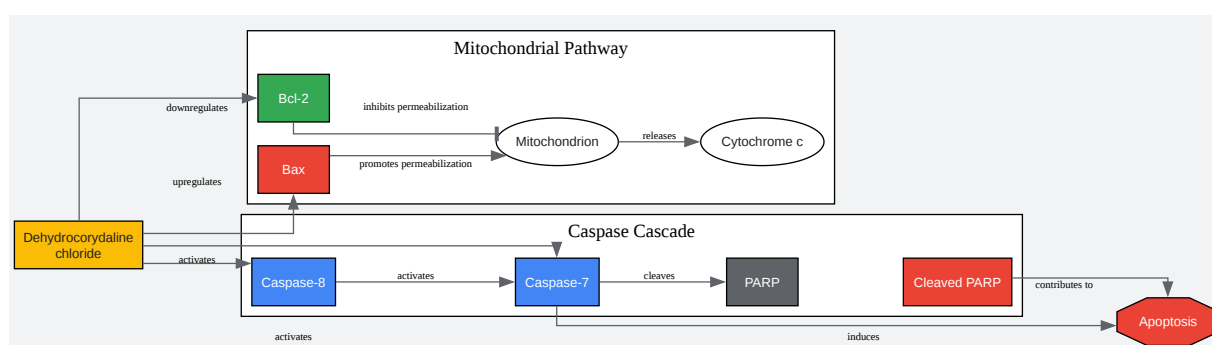 Mitochondrial Pathway
Bcl-2
downregulates
inhibits permeabilization
Mitochondrion
releases
Cytochrome c
Bax
promotes permeabilization
upregulates
Dehydrocorydaline
chloride
Caspase Cascade
activates
Caspase-8
activates
Caspase-7
cleaves
PARP
Cleaved PARP
contributes to
Apoptosis
activates
induces